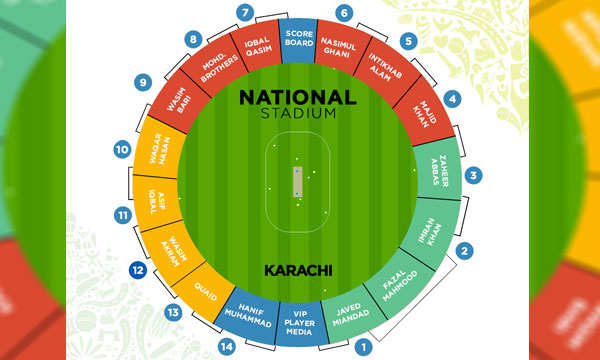 7
6
8
5
9
4
10
3
11
2
12
13
14
1
SCORE
BOARD
NASIMUL
GHANI
INTIKHAB
ALAM
MAJID
KHAN
ZAHEER
ABBAS
IMRAN
KHAN
FAZAL
MAHMOOD
JAVED
MIANDAD
VIP
PLAYER
MEDIA
HANIF
MUHAMMAD
QUAID
WASIM
AKRAM
ASIF
IQBAL
WAQAR
HASAN
WASIM
BARI
MOHD.
BROTHERS
IQBAL
QASIM
NATIONAL
STADIUM
KARACHI